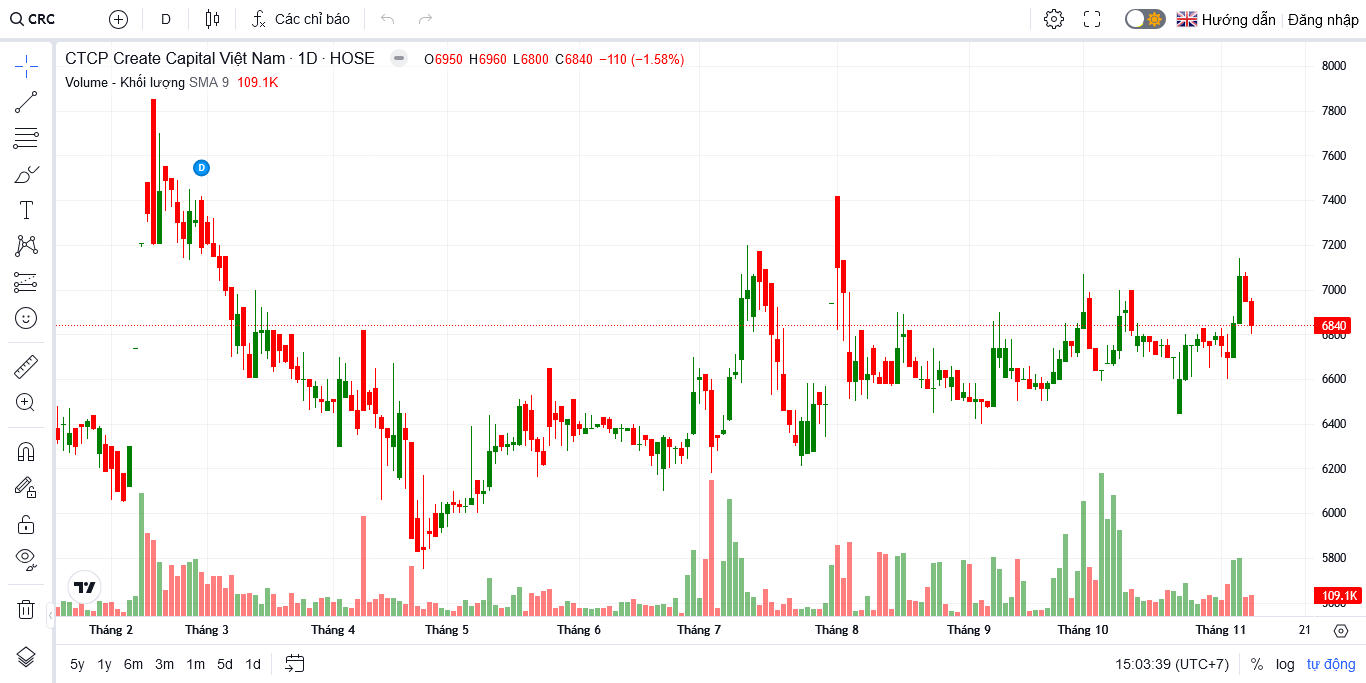 CRC D Các chỉ báo Hướng dẫn Đăng nhập
CTCP Create Capital Việt Nam · 1D · HOSE O6950 H6960 L6800 C6840 −110 (−1.58%)
Volume - Khối lượng SMA 9 109.1K
D
T
8000
7800
7600
7400
7200
7000
6840
6800
6600
6400
6200
6000
5800
109.1K
Tháng 2 Tháng 3 Tháng 4 Tháng 5 Tháng 6 Tháng 7 Tháng 8 Tháng 9 Tháng 10 Tháng 11 21
5y 1y 6m 3m 1m 5d 1d 15:03:39 (UTC+7) % log tự động